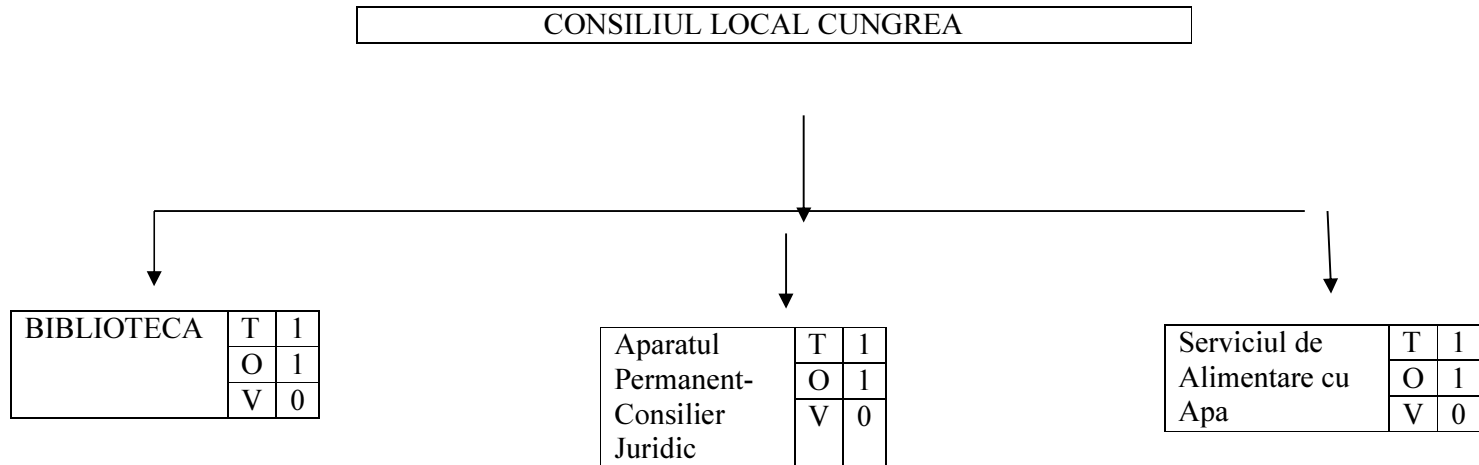 CONSILIUL LOCAL CUNGREA
BIBLIOTECA T 1
O 1
V 0
Aparatul T 1
Permanent- O 1
Consilier V 0
Juridic
Serviciul de T 1
Alimentare cu O 1
Apa V 0